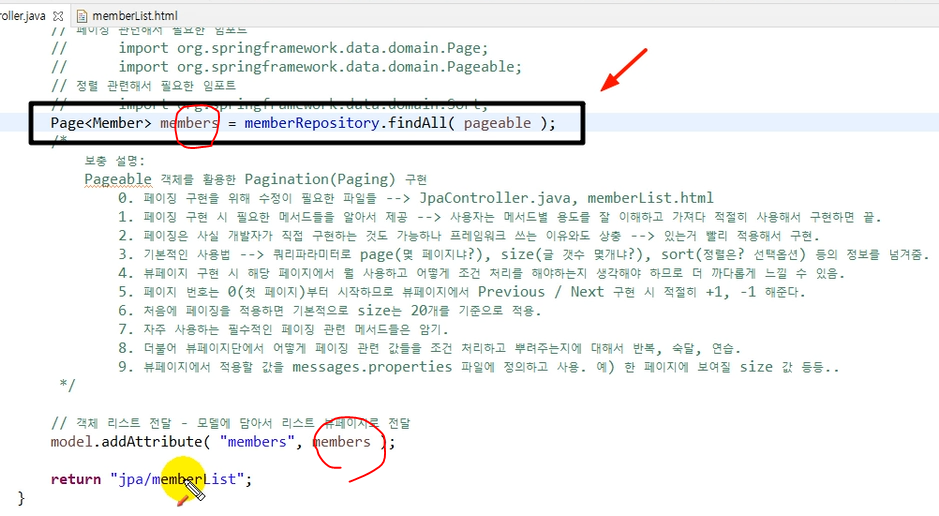 roller.java memberList.html
// 페이징 관련해서 필요한 임포트
// import org.springframework.data.domain.Page;
// import org.springframework.data.domain.Pageable;
// 정렬 관련해서 필요한 임포트
// import org.springframework.data.domain.Sort;
Page<Member> members = memberRepository.findAll( pageable );
/*
보충 설명:
Pageable 객체를 활용한 Pagination(Paging) 구현
0. 페이징 구현을 위해 수정이 필요한 파일들 --> JpaController.java, memberList.html
1. 페이징 구현 시 필요한 메서드들을 알아서 제공 --> 사용자는 메서드별 용도를 잘 이해하고 가져다 적절히 사용해서 구현하면 끝.
2. 페이징은 사실 개발자가 직접 구현하는 것도 가능하나 프레임워크 쓰는 이유와도 상충 --> 있는거 빨리 적용해서 구현.
3. 기본적인 사용법 --> 쿼리파라미터로 page(몇 페이지냐?), size(글 갯수 몇개냐?), sort(정렬은? 선택옵션) 등의 정보를 넘겨줌.
4. 뷰페이지 구현 시 해당 페이지에서 뭘 사용하고 어떻게 조건 처리를 해야하는지 생각해야 하므로 더 까다롭게 느낄 수 있음.
5. 페이지 번호는 0(첫 페이지)부터 시작하므로 뷰페이지에서 Previous / Next 구현 시 적절히 +1, -1 해준다.
6. 처음에 페이징을 적용하면 기본적으로 size는 20개를 기준으로 적용.
7. 자주 사용하는 필수적인 페이징 관련 메서드들은 암기.
8. 더불어 뷰페이지단에서 어떻게 페이징 관련 값들을 조건 처리하고 뿌려주는지에 대해서 반복, 숙달, 연습.
9. 뷰페이지에서 적용할 값을 messages.properties 파일에 정의하고 사용. 예) 한 페이지에 보여질 size 값 등등..
*/
// 객체 리스트 전달 - 모델에 담아서 리스트 뷰페이지로 전달
model.addAttribute( "members", members );
return "jpa/memberList";
}